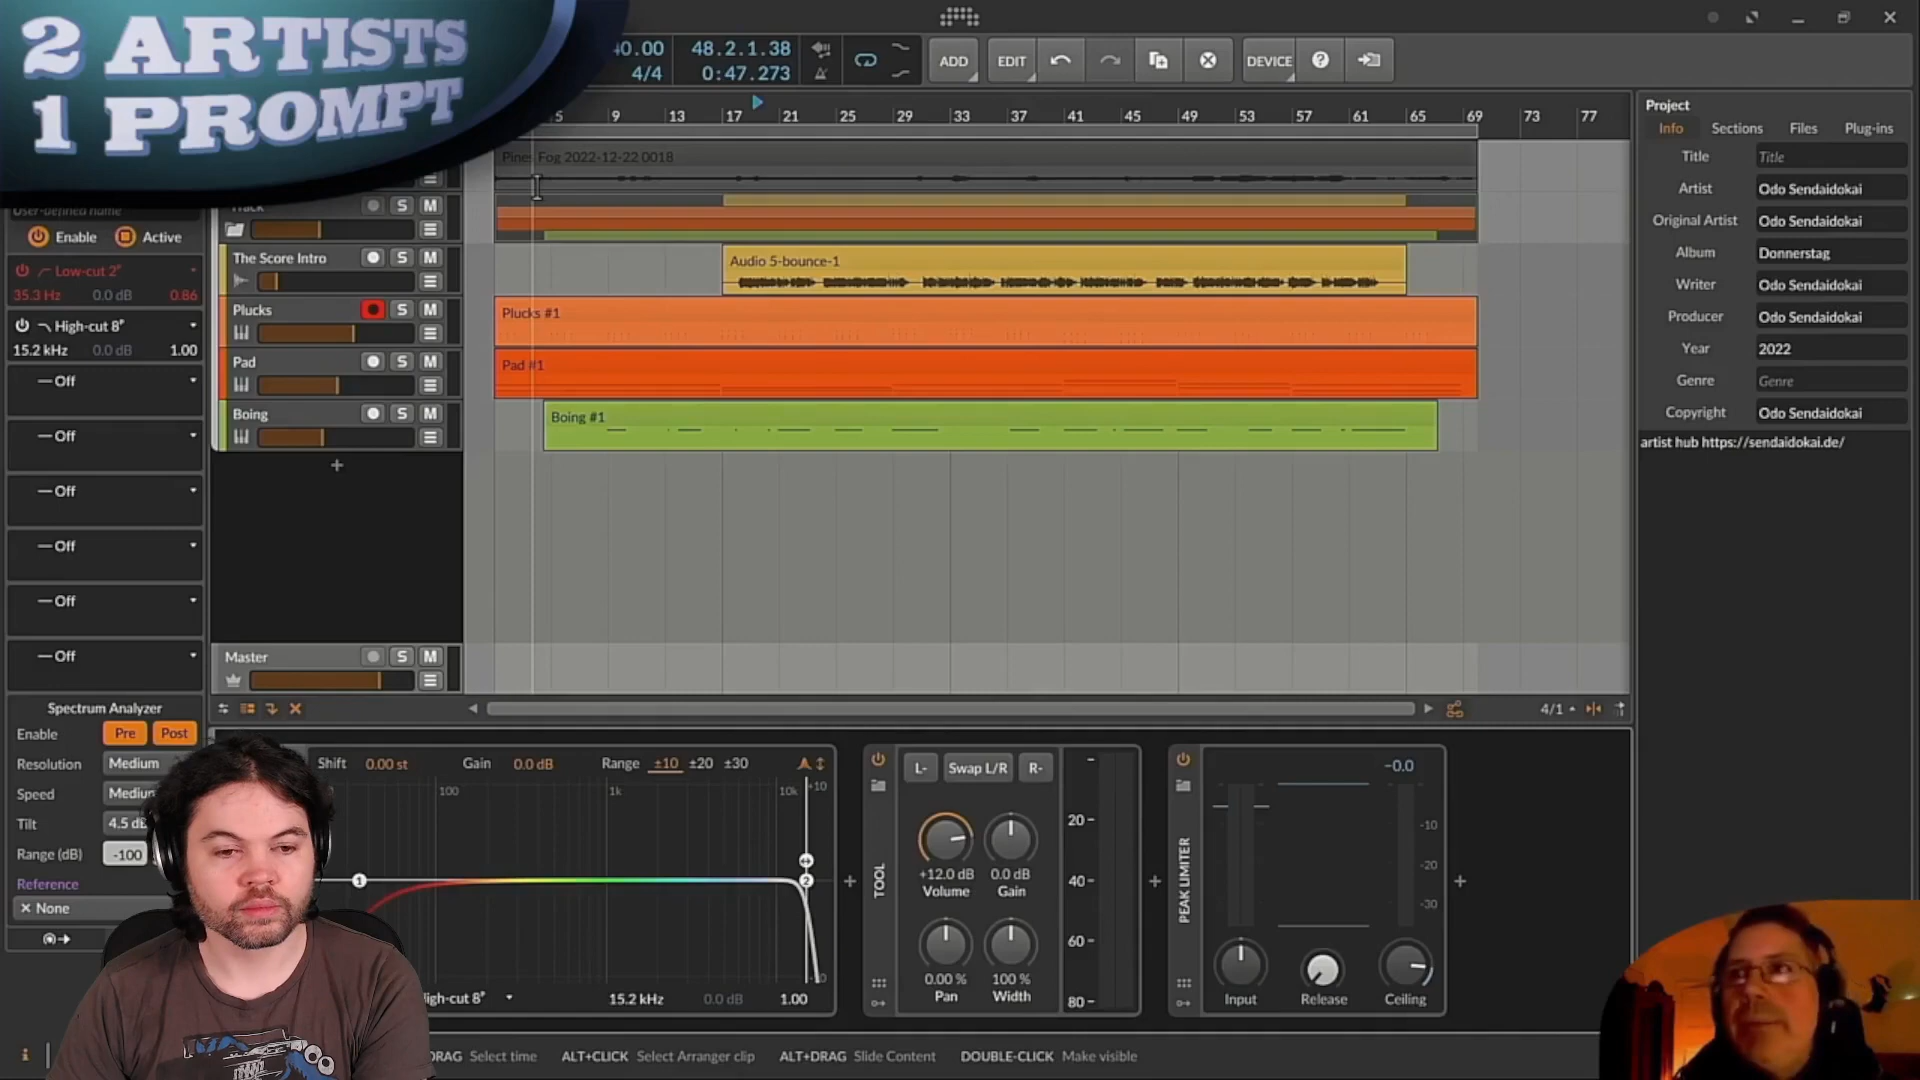 2 ARTISTS
1 PROMPT
40.00
4/4
48.2.1.38
0:47.273
ADD
EDIT
DEVICE
5 9 13 17 21 25 29 33 37 41 45 49 53 57 61 65 69 73 77
Pines Fog 2022-12-22 0018
User-defined name
Enable
Active
Low-cut 2"
35.3 Hz 0.0 dB 0.86
High-cut 8"
15.2 kHz 0.0 dB 1.00
Off
Off
Off
Off
Off
Off
Track
S M
The Score Intro
S M
Audio 5-bounce-1
Plucks
S M
Plucks #1
Pad
S M
Pad #1
Boing
S M
Boing #1
Master
S M
4/1
Project
Info Sections Files Plug-ins
Title Title
Artist Odo Sendaidokai
Original Artist Odo Sendaidokai
Album Donnerstag
Writer Odo Sendaidokai
Producer Odo Sendaidokai
Year 2022
Genre Genre
Copyright Odo Sendaidokai
artist hub https://sendaidokai.de/
Spectrum Analyzer
Enable Pre Post
Resolution Medium
Speed
Tilt 4.5
Range (dB) -100
Reference
None
Shift 0.00 st Gain 0.0 dB Range ±10 ±20 ±30
100 1k 10k +10
1
2
15.2 kHz 0.0 dB 1.00
TOOL
L- Swap L/R R-
+12.0 dB
Volume
0.0 dB
Gain
0.00 %
Pan
100 %
Width
20
40
60
80
PEAK LIMITER
-0.0
-10
-20
-30
Input
Release
Ceiling
Select time ALT+CLICK Select Arranger clip ALT+DRAG Slide Content DOUBLE-CLICK Make visible